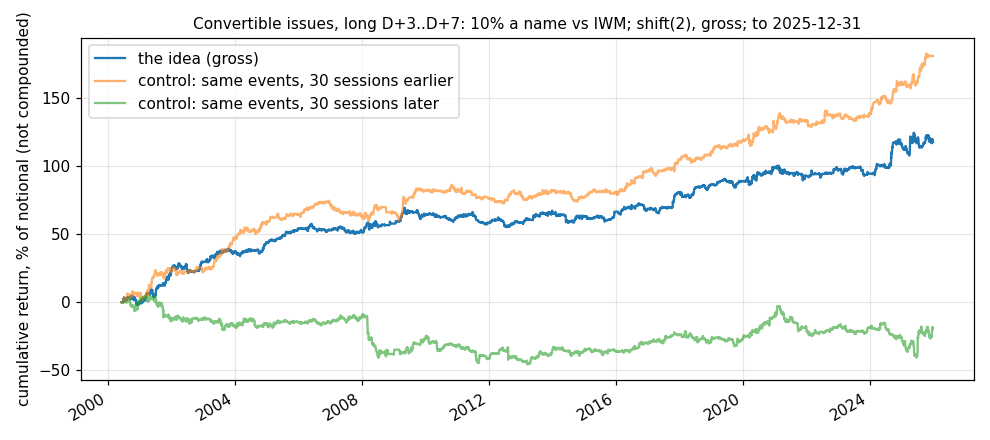 Convertible issues, long D+3..D+7: 10% a name vs IWM; shift(2), gross; to 2025-12-31
cumulative return, % of notional (not compounded)
the idea (gross)
control: same events, 30 sessions earlier
control: same events, 30 sessions later
150
100
50
0
−50
2000
2004
2008
2012
2016
2020
2024